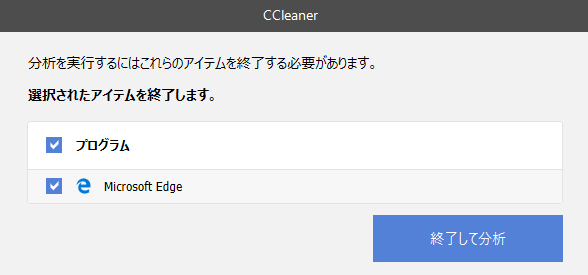 CCleaner
分析を実行するにはこれらのアイテムを終了する必要があります。
選択されたアイテムを終了します。
プログラム
Microsoft Edge
終了して分析